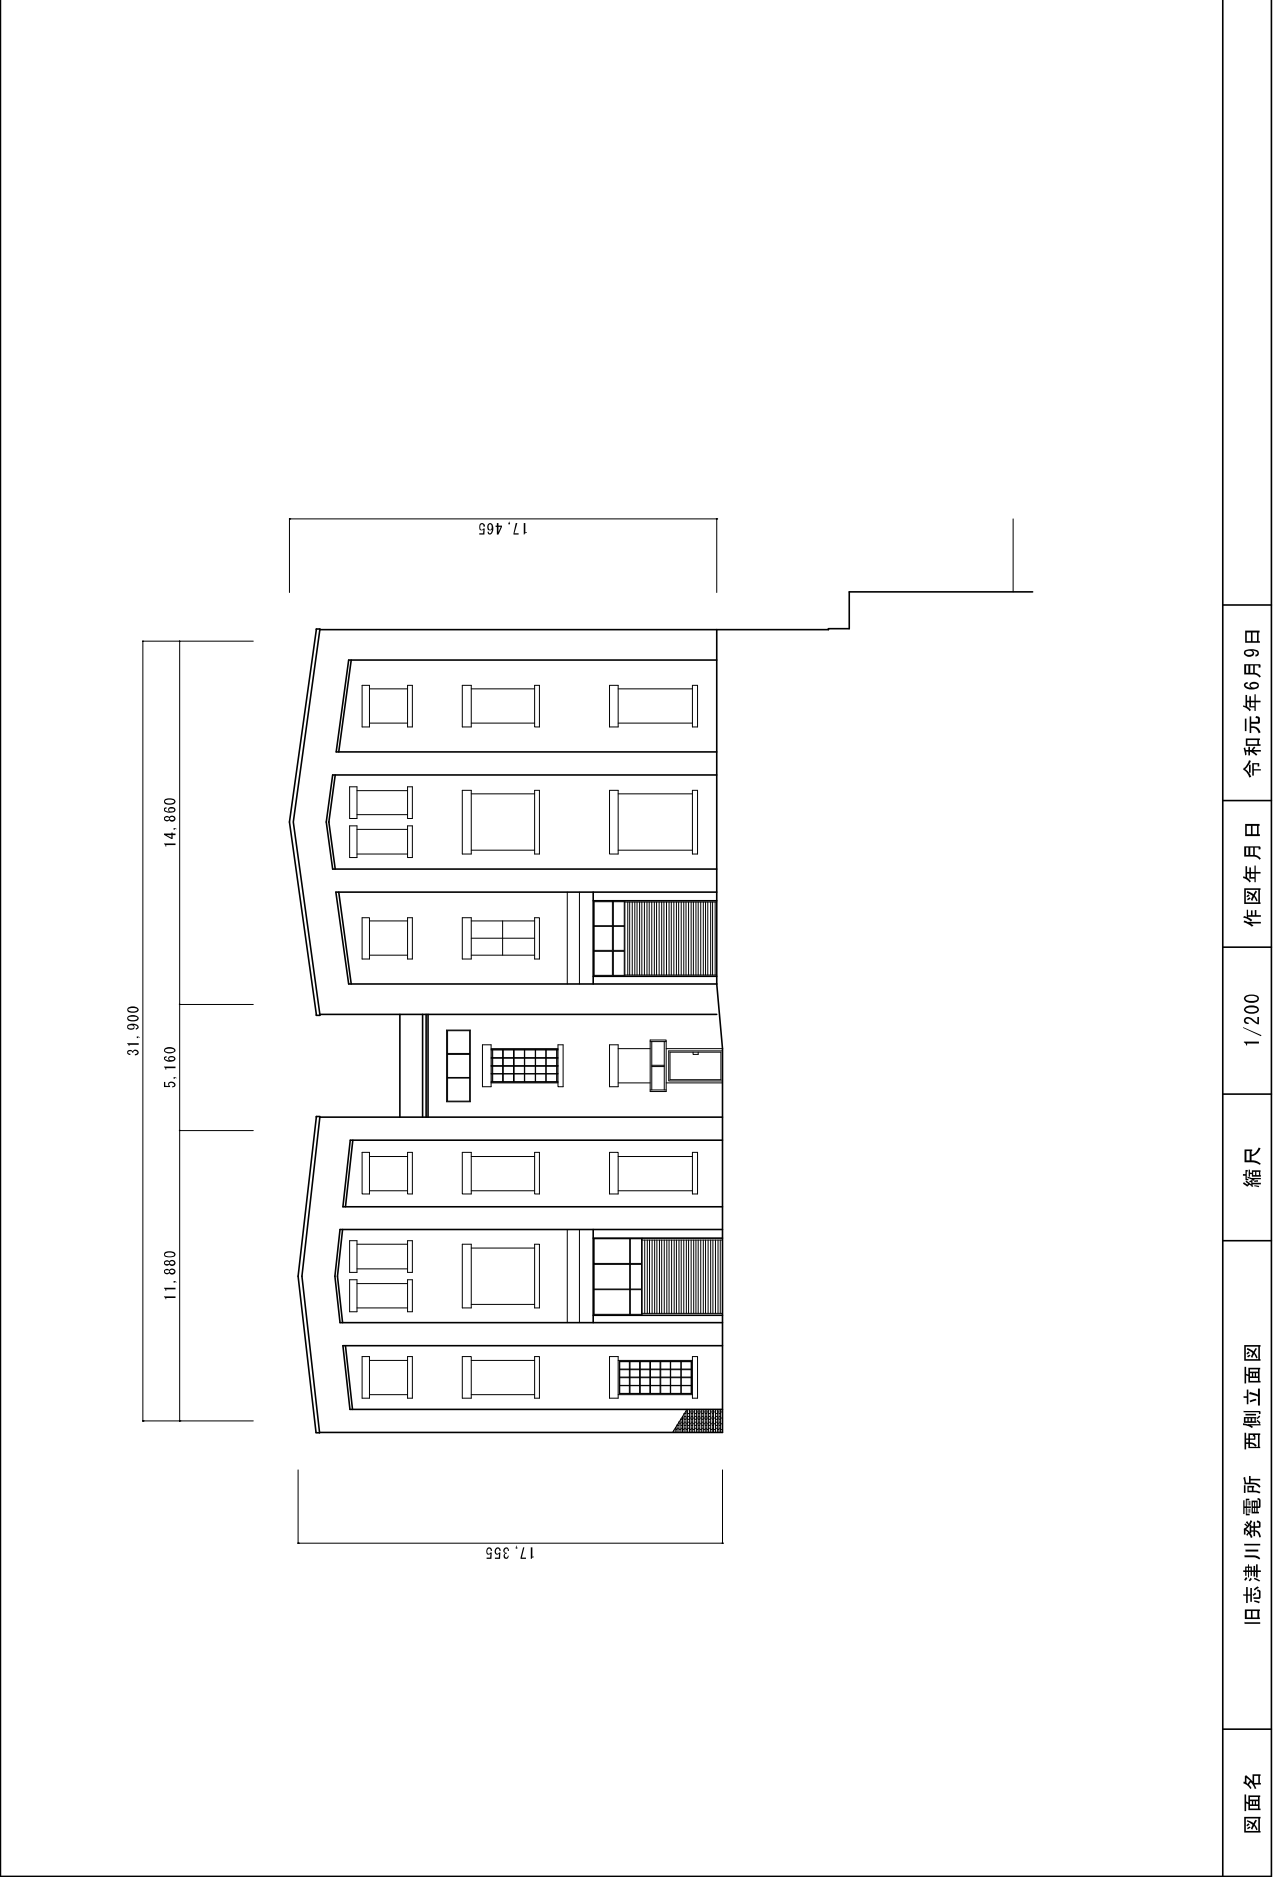 31,900
11,880
5,160
14,860
17,355
17,465
図面名
旧志津川発電所　西側立面図
縮尺
1/200
作図年月日
令和元年6月9日